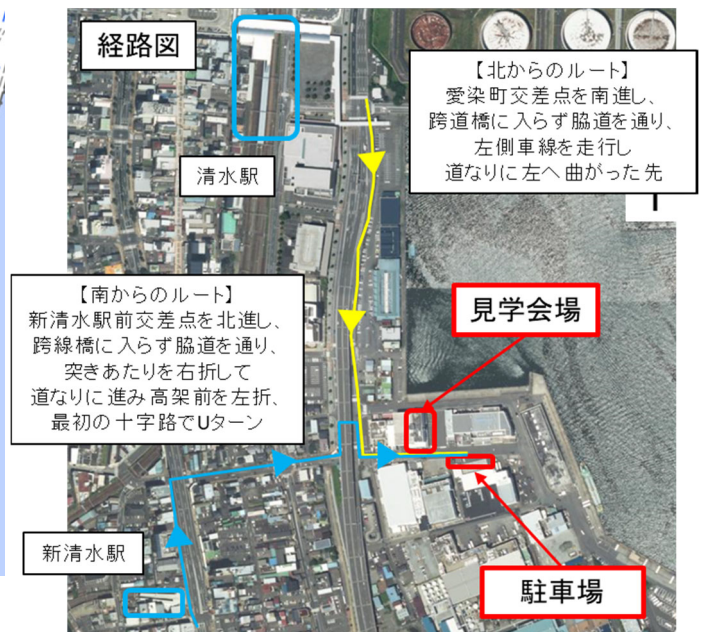 経路図
【北からのルート】
愛染町交差点を南進し、
跨道橋に入らず脇道を通り、
左側車線を走行し
道なりに左へ曲がった先
清水駅
【南からのルート】
新清水駅前交差点を北進し、
跨線橋に入らず脇道を通り、
突きあたりを右折して
道なりに進み高架前を左折、
最初の十字路でUターン
見学会場
新清水駅
駐車場